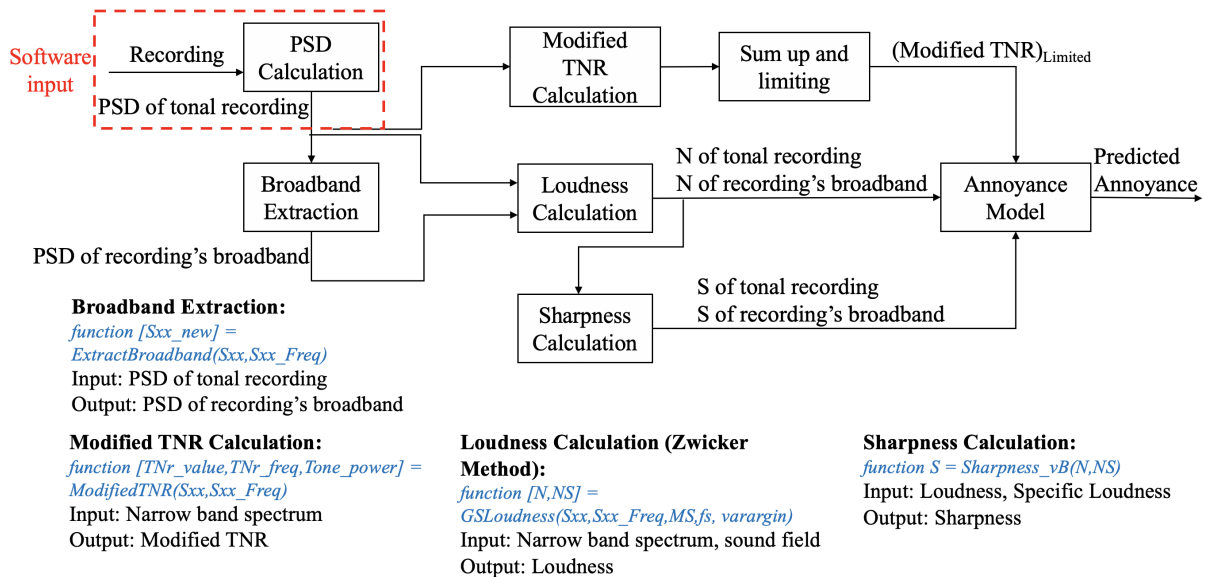 Software
input
Recording
PSD
Calculation
PSD of tonal recording
Modified
TNR
Calculation
Sum up and
limiting
(Modified TNR)Limited
Broadband
Extraction
PSD of recording's broadband
Loudness
Calculation
N of tonal recording
N of recording's broadband
Annoyance
Model
Predicted
Annoyance
Sharpness
Calculation
S of tonal recording
S of recording's broadband
Broadband Extraction:
function [Sxx_new] =
ExtractBroadband(Sxx,Sxx_Freq)
Input: PSD of tonal recording
Output: PSD of recording's broadband
Modified TNR Calculation:
function [TNr_value,TNr_freq,Tone_power] =
ModifiedTNR(Sxx,Sxx_Freq)
Input: Narrow band spectrum
Output: Modified TNR
Loudness Calculation (Zwicker
Method):
function [N,NS] =
GSLoudness(Sxx,Sxx_Freq,MS,fs, varargin)
Input: Narrow band spectrum, sound field
Output: Loudness
Sharpness Calculation:
function S = Sharpness_vB(N,NS)
Input: Loudness, Specific Loudness
Output: Sharpness